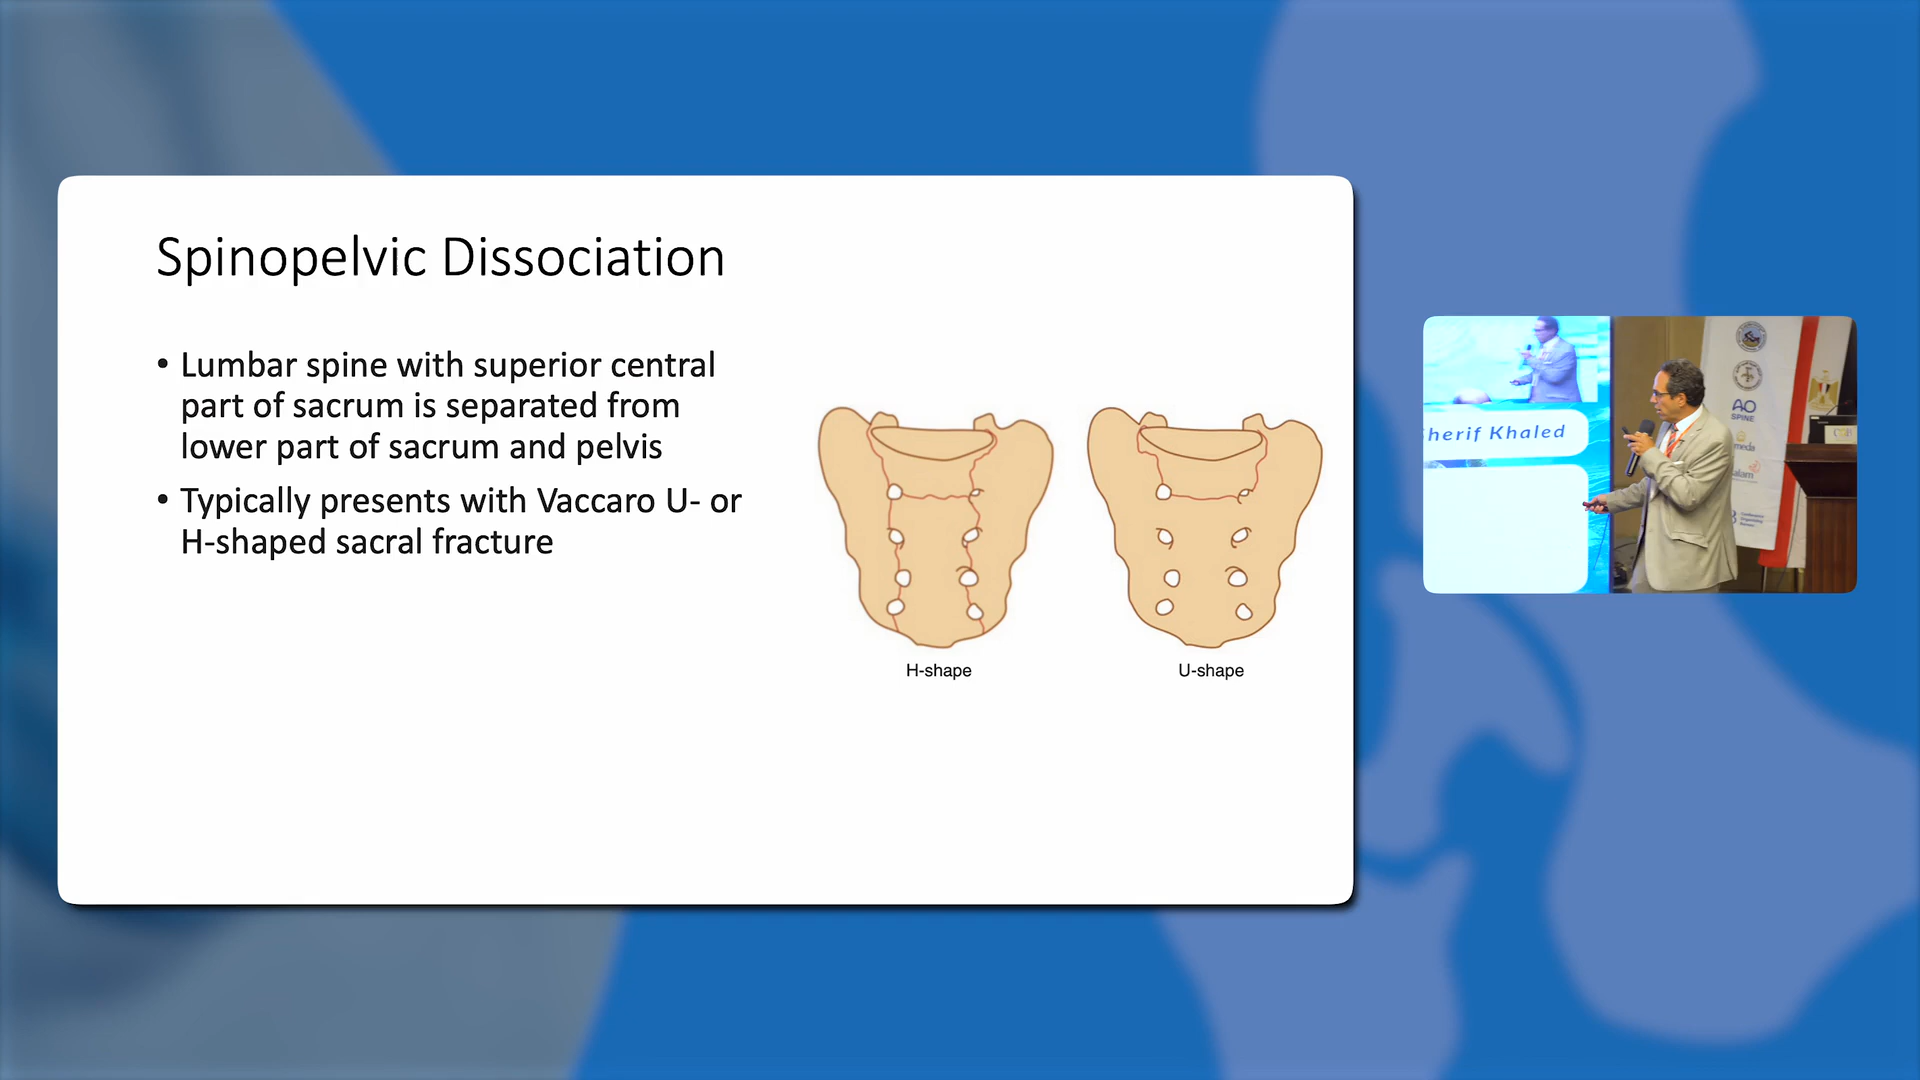 Spinopelvic Dissociation
• Lumbar spine with superior central
part of sacrum is separated from
lower part of sacrum and pelvis
• Typically presents with Vaccaro U- or
H-shaped sacral fracture
H-shape
U-shape
Sherif Khaled
AO
SPINE